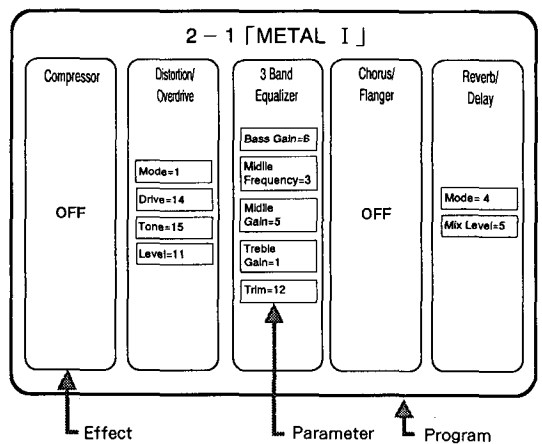 2-1「METAL I」
Compressor
OFF
Distortion/
Overdrive
Mode=1
Drive=14
Tone=15
Level=11
3 Band
Equalizer
Bass Gain=6
Midlle
Frequency=3
Midlle
Gain=5
Treble
Gain=1
Trim=12
Chorus/
Flanger
OFF
Reverb/
Delay
Mode= 4
Mix Level=5
Effect
Parameter
Program